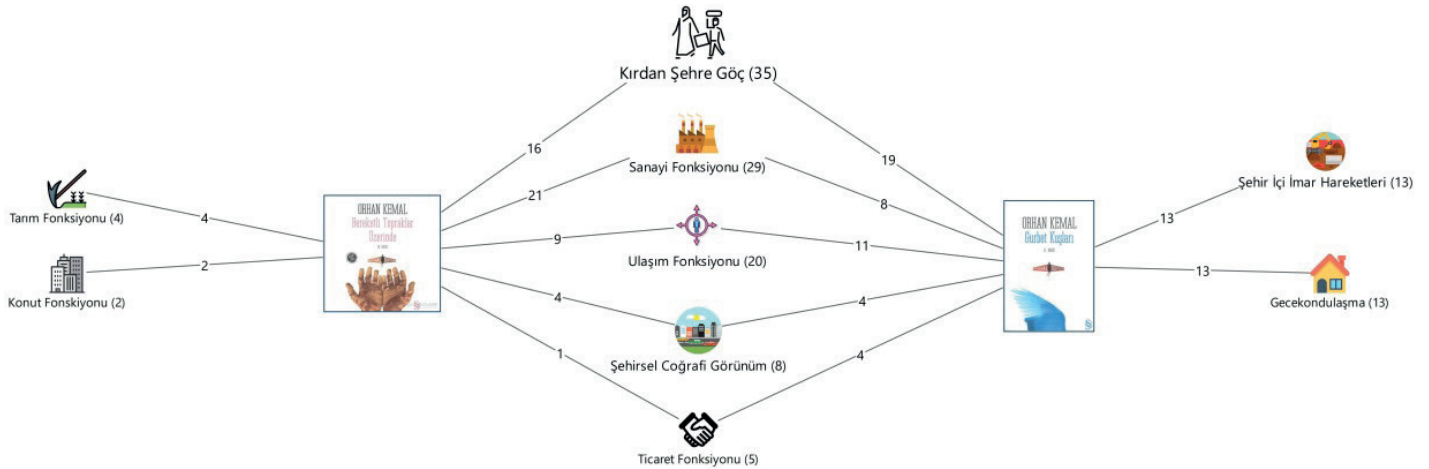 Kırdan Şehre Göç (35)
16
19
Sanayi Fonksiyonu (29)
21
8
Şehir İçi İmar Hareketleri (13)
13
Tarım Fonksiyonu (4)
4
ORHAN KEMAL
Bereketli Topraklar
Üzerinde
ORHAN KEMAL
Gurbet Kuşları
9
11
Ulaşım Fonksiyonu (20)
2
Konut Fonskiyonu (2)
13
Gecekondulaşma (13)
4
4
Şehirsel Coğrafi Görünüm (8)
1
4
Ticaret Fonksiyonu (5)